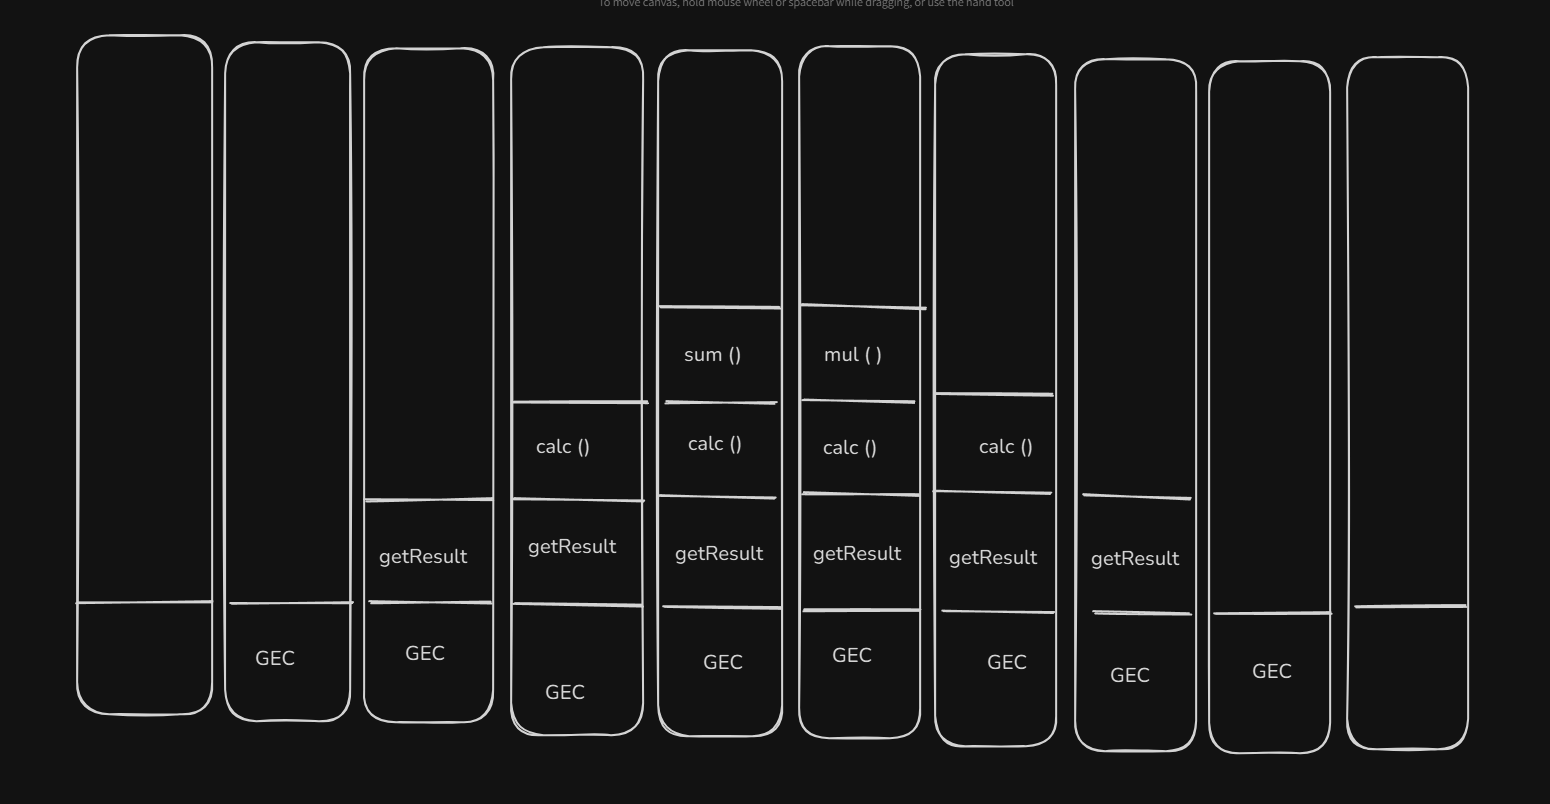 To move canvas, hold mouse wheel or spacebar while dragging, or use the hand tool
sum ()
mul ( )
calc ()
calc ()
calc ()
calc ()
getResult
getResult
getResult
getResult
getResult
getResult
GEC
GEC
GEC
GEC
GEC
GEC
GEC
GEC